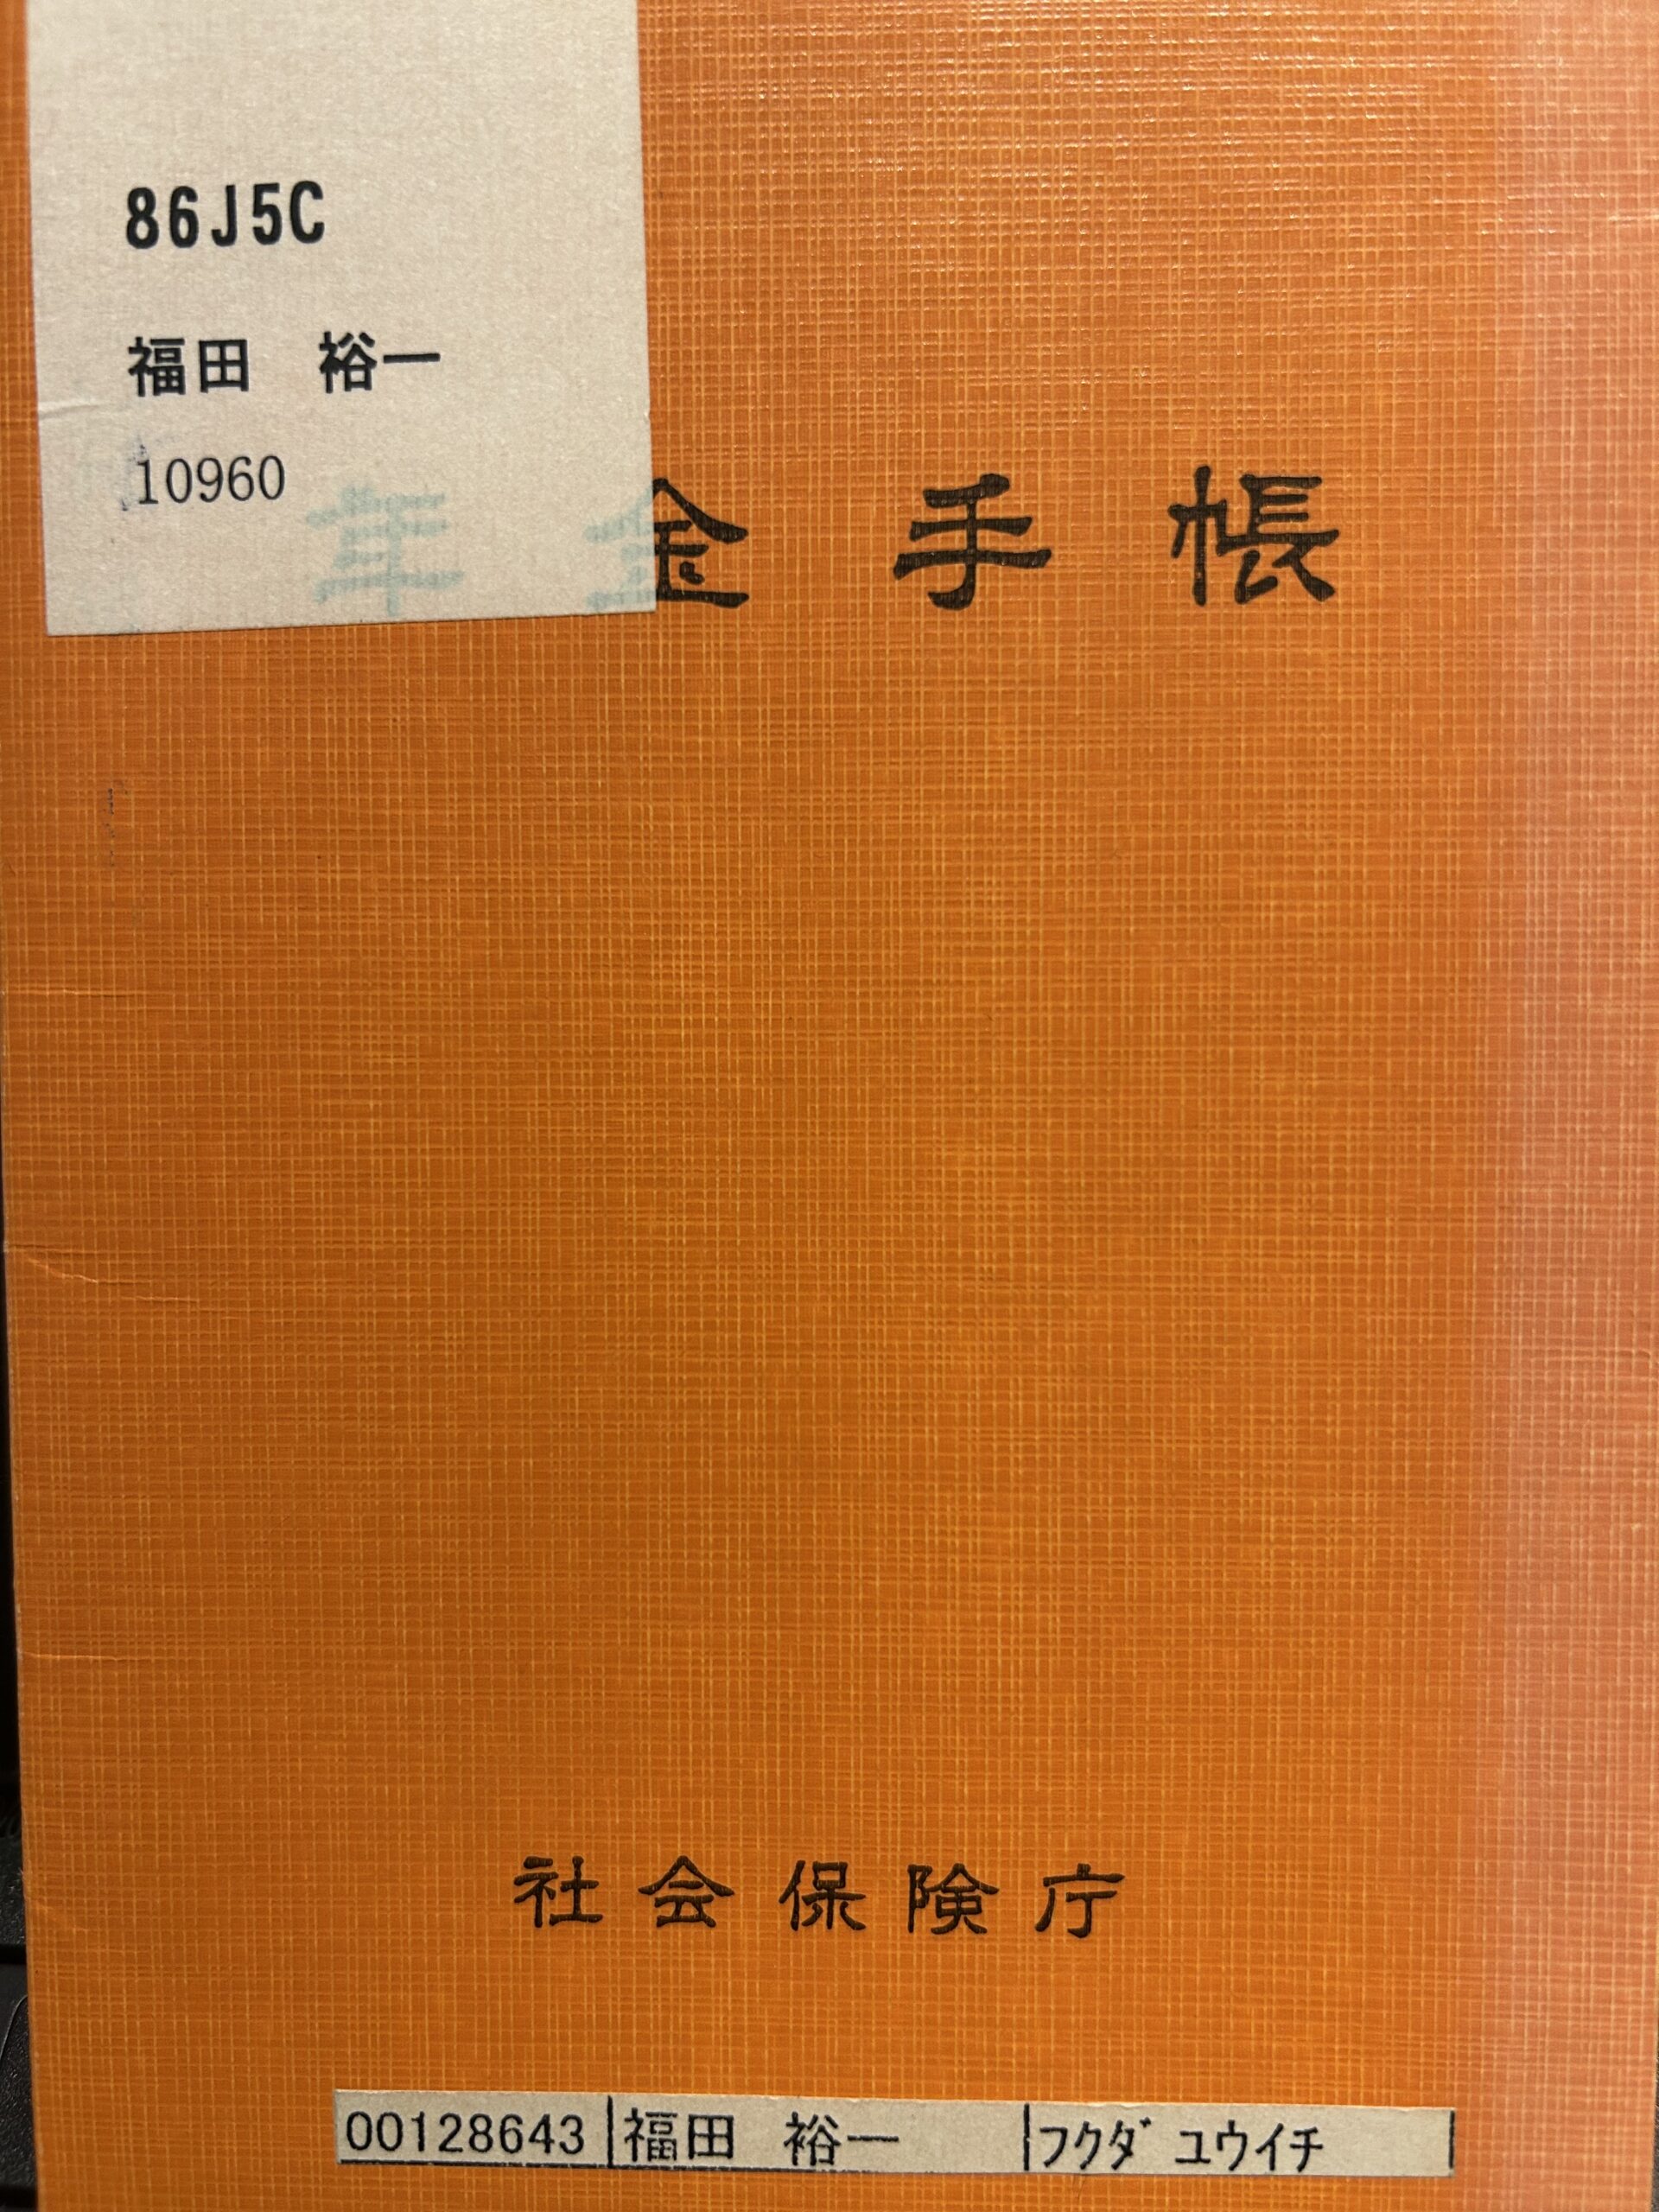 86J5C
福田 裕一
10960
年金手帳
社会保険庁
00128643 福田 裕一 フクダ ユウイチ